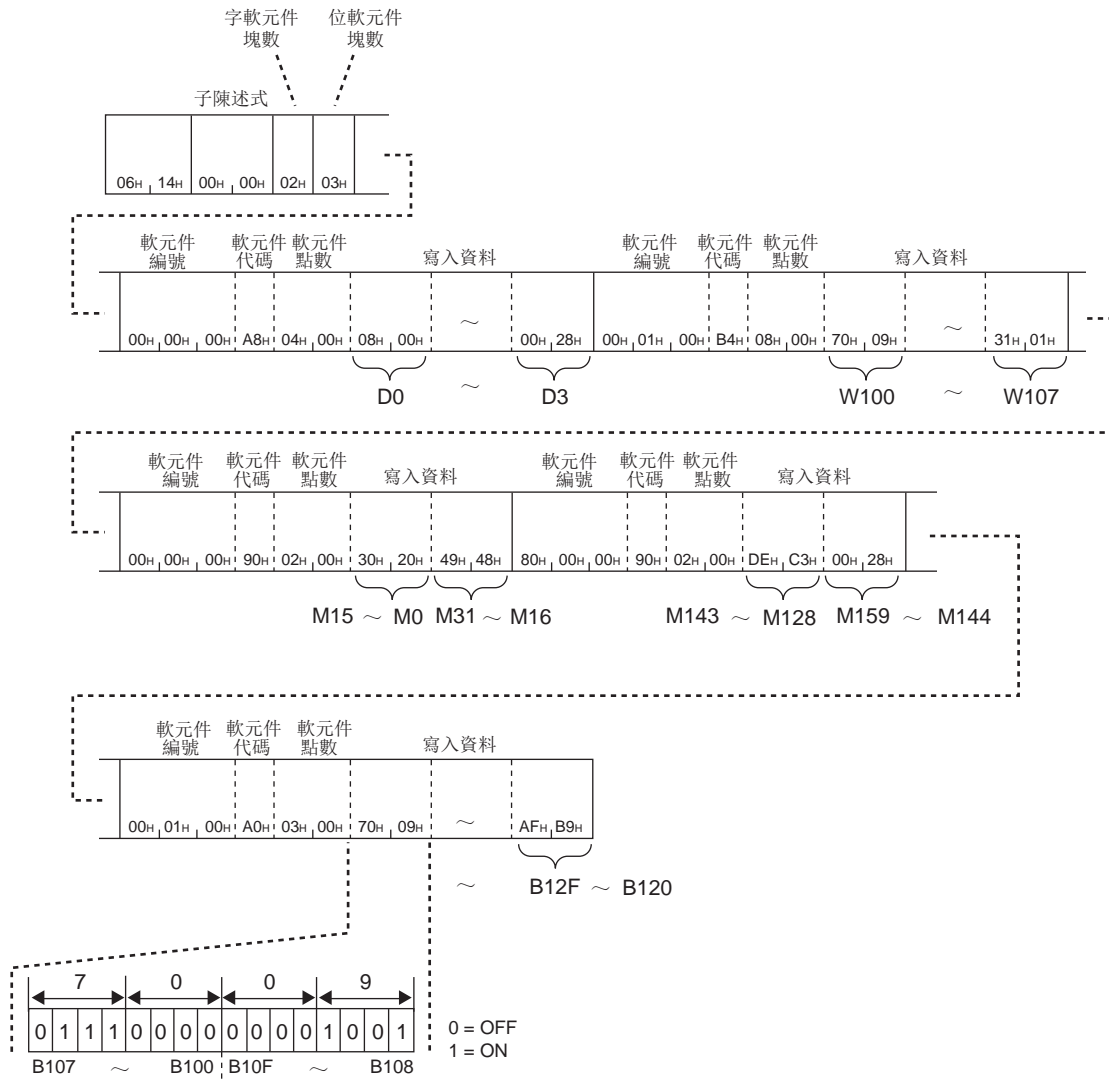 字軟元件 位軟元件
塊數 塊數
子陳述式
06H 14H 00H 00H 02H 03H
軟元件 軟元件 軟元件 軟元件 軟元件 軟元件
編號 代碼 點數 寫入資料 編號 代碼 點數 寫入資料
～ ～
00H 00H 00H A8H 04H 00H 08H 00H 00H 28H 00H 01H 00H B4H 08H 00H 70H 09H 31H 01H
D0 ～ D3 W100 ～ W107
軟元件 軟元件 軟元件 軟元件 軟元件 軟元件
編號 代碼 點數 寫入資料 編號 代碼 點數 寫入資料
00H 00H 00H 90H 02H 00H 30H 20H 49H 48H 80H 00H 00H 90H 02H 00H DEH C3H 00H 28H
M15 ～ M0 M31 ～ M16 M143 ～ M128 M159 ～ M144
軟元件 軟元件 軟元件
編號 代碼 點數 寫入資料
00H 01H 00H A0H 03H 00H 70H 09H ～ AFH B9H
～ B12F ～ B120
7 0 0 9
0 1 1 1 0 0 0 0 0 0 0 0 1 0 0 1
0 = OFF
1 = ON
B107 ～ B100 B10F ～ B108